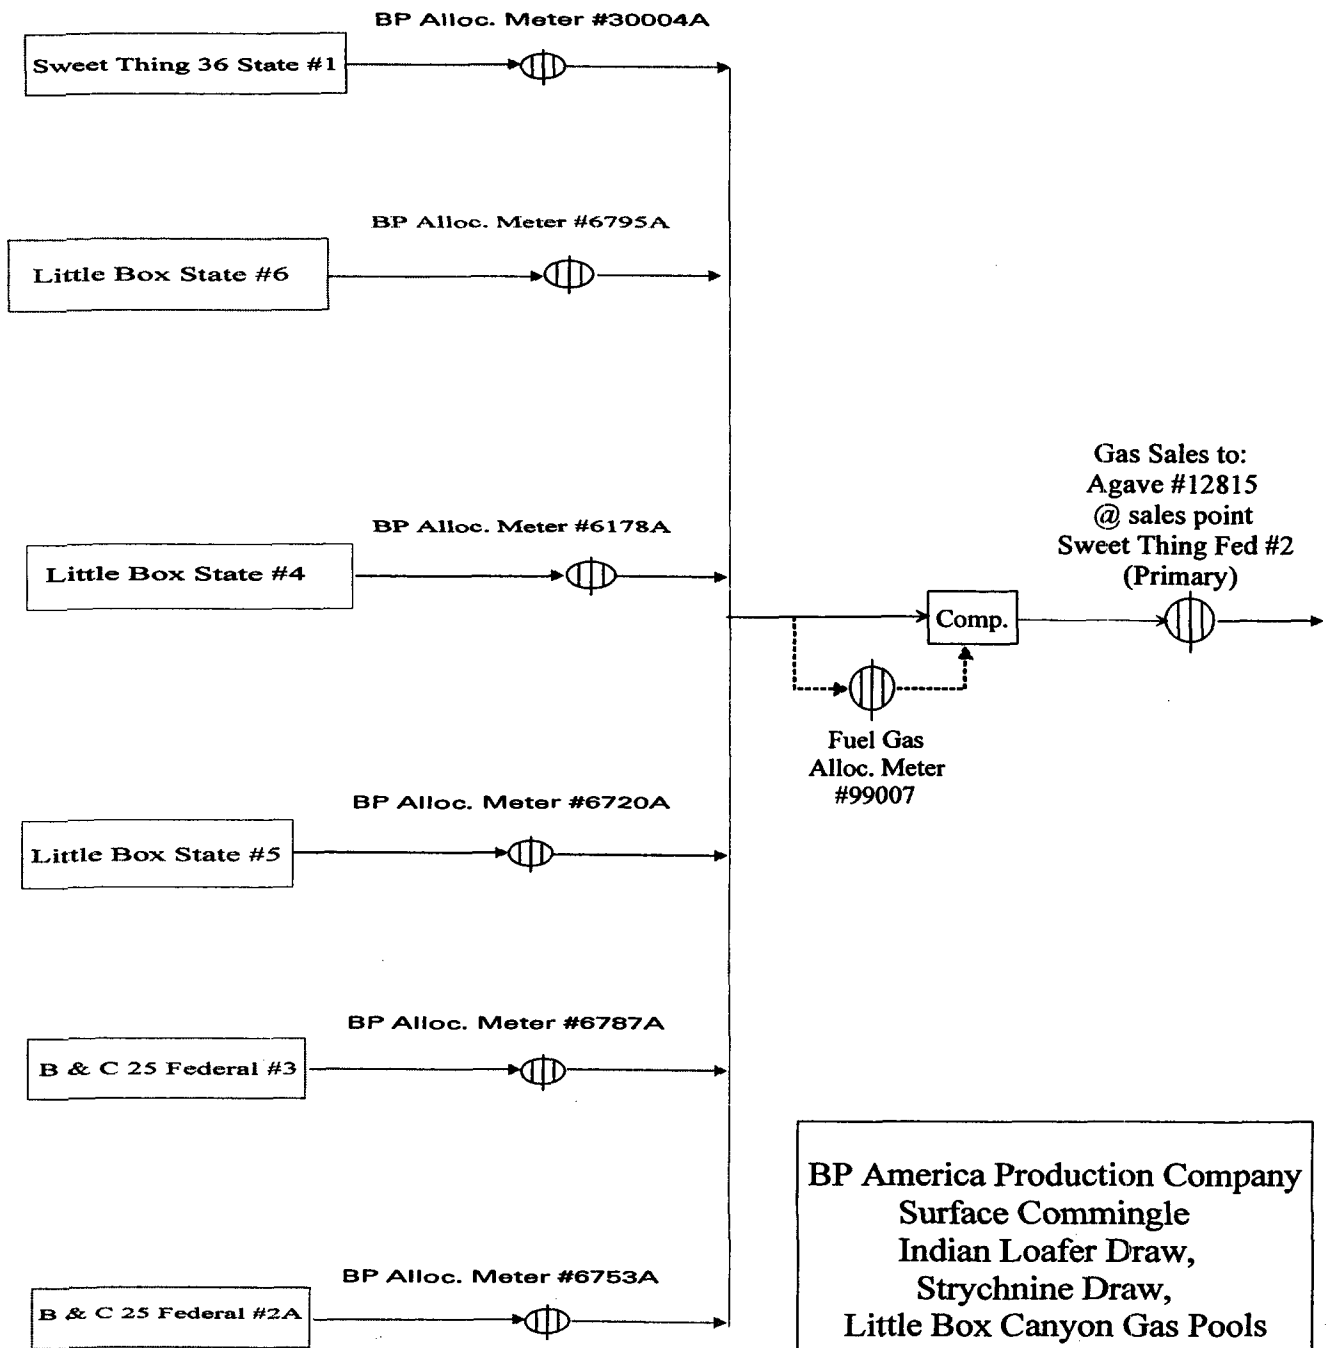 BP Alloc. Meter #30004A
Sweet Thing 36 State #1
BP Alloc. Meter #6795A
Little Box State #6
BP Alloc. Meter #6178A
Little Box State #4
Gas Sales to:
Agave #12815
@ sales point
Sweet Thing Fed #2
(Primary)
Comp.
Fuel Gas
Alloc. Meter
#99007
BP Alloc. Meter #6720A
Little Box State #5
BP Alloc. Meter #6787A
B & C 25 Federal #3
BP Alloc. Meter #6753A
B & C 25 Federal #2A
BP America Production Company
Surface Commingle
Indian Loafer Draw,
Strychnine Draw,
Little Box Canyon Gas Pools